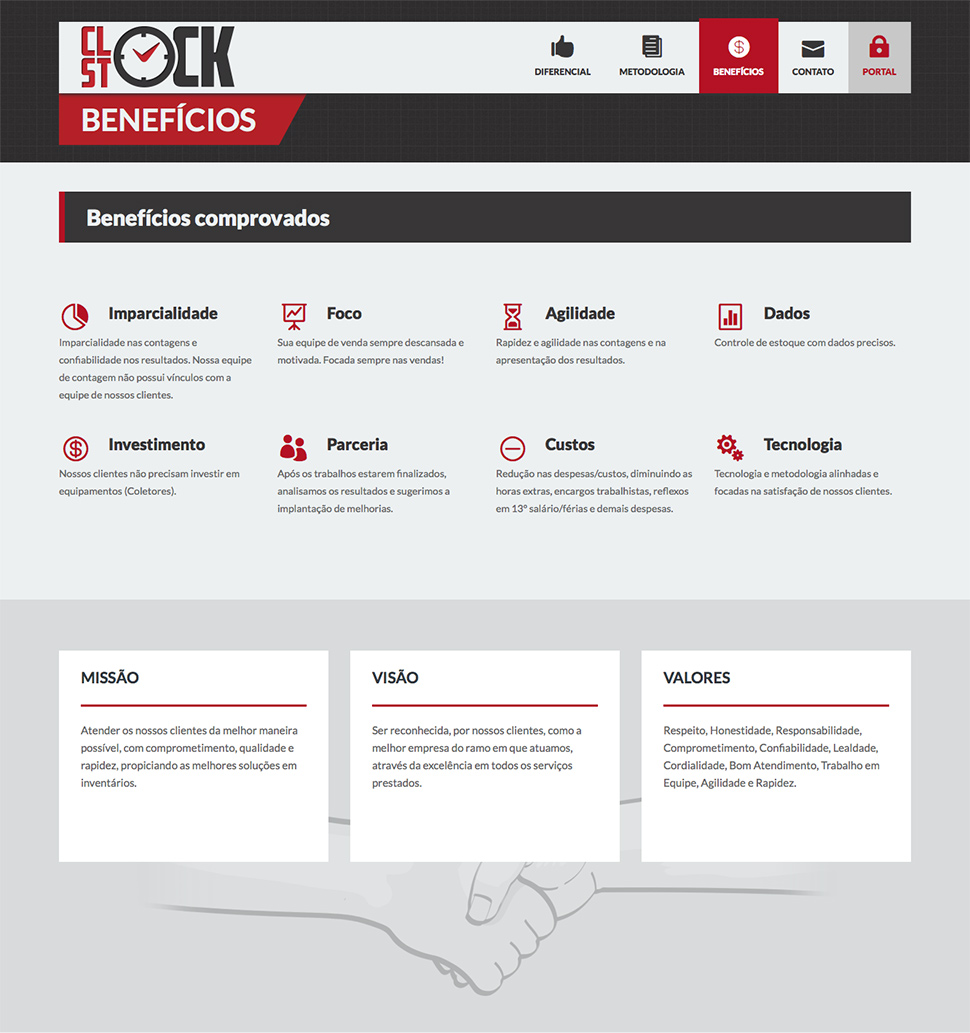 CLOCK
STOCK
DIFERENCIAL
METODOLOGIA
BENEFÍCIOS
CONTATO
PORTAL
BENEFÍCIOS
Benefícios comprovados
Imparcialidade
Imparcialidade nas contagens e
confiabilidade nos resultados. Nossa equipe
de contagem não possui vínculos com a
equipe de nossos clientes.
Foco
Sua equipe de venda sempre descansada e
motivada. Focada sempre nas vendas!
Agilidade
Rapidez e agilidade nas contagens e na
apresentação dos resultados.
Dados
Controle de estoque com dados precisos.
Investimento
Nossos clientes não precisam investir em
equipamentos (Coletores).
Parceria
Após os trabalhos estarem finalizados,
analisamos os resultados e sugerimos a
implantação de melhorias.
Custos
Redução nas despesas/custos, diminuindo as
horas extras, encargos trabalhistas, reflexos
em 13º salário/férias e demais despesas.
Tecnologia
Tecnologia e metodologia alinhadas e
focadas na satisfação de nossos clientes.
MISSÃO
Atender os nossos clientes da melhor maneira
possível, com comprometimento, qualidade e
rapidez, propiciando as melhores soluções em
inventários.
VISÃO
Ser reconhecida, por nossos clientes, como a
melhor empresa do ramo em que atuamos,
através da excelência em todos os serviços
prestados.
VALORES
Respeito, Honestidade, Responsabilidade,
Comprometimento, Confiabilidade, Lealdade,
Cordialidade, Bom Atendimento, Trabalho em
Equipe, Agilidade e Rapidez.